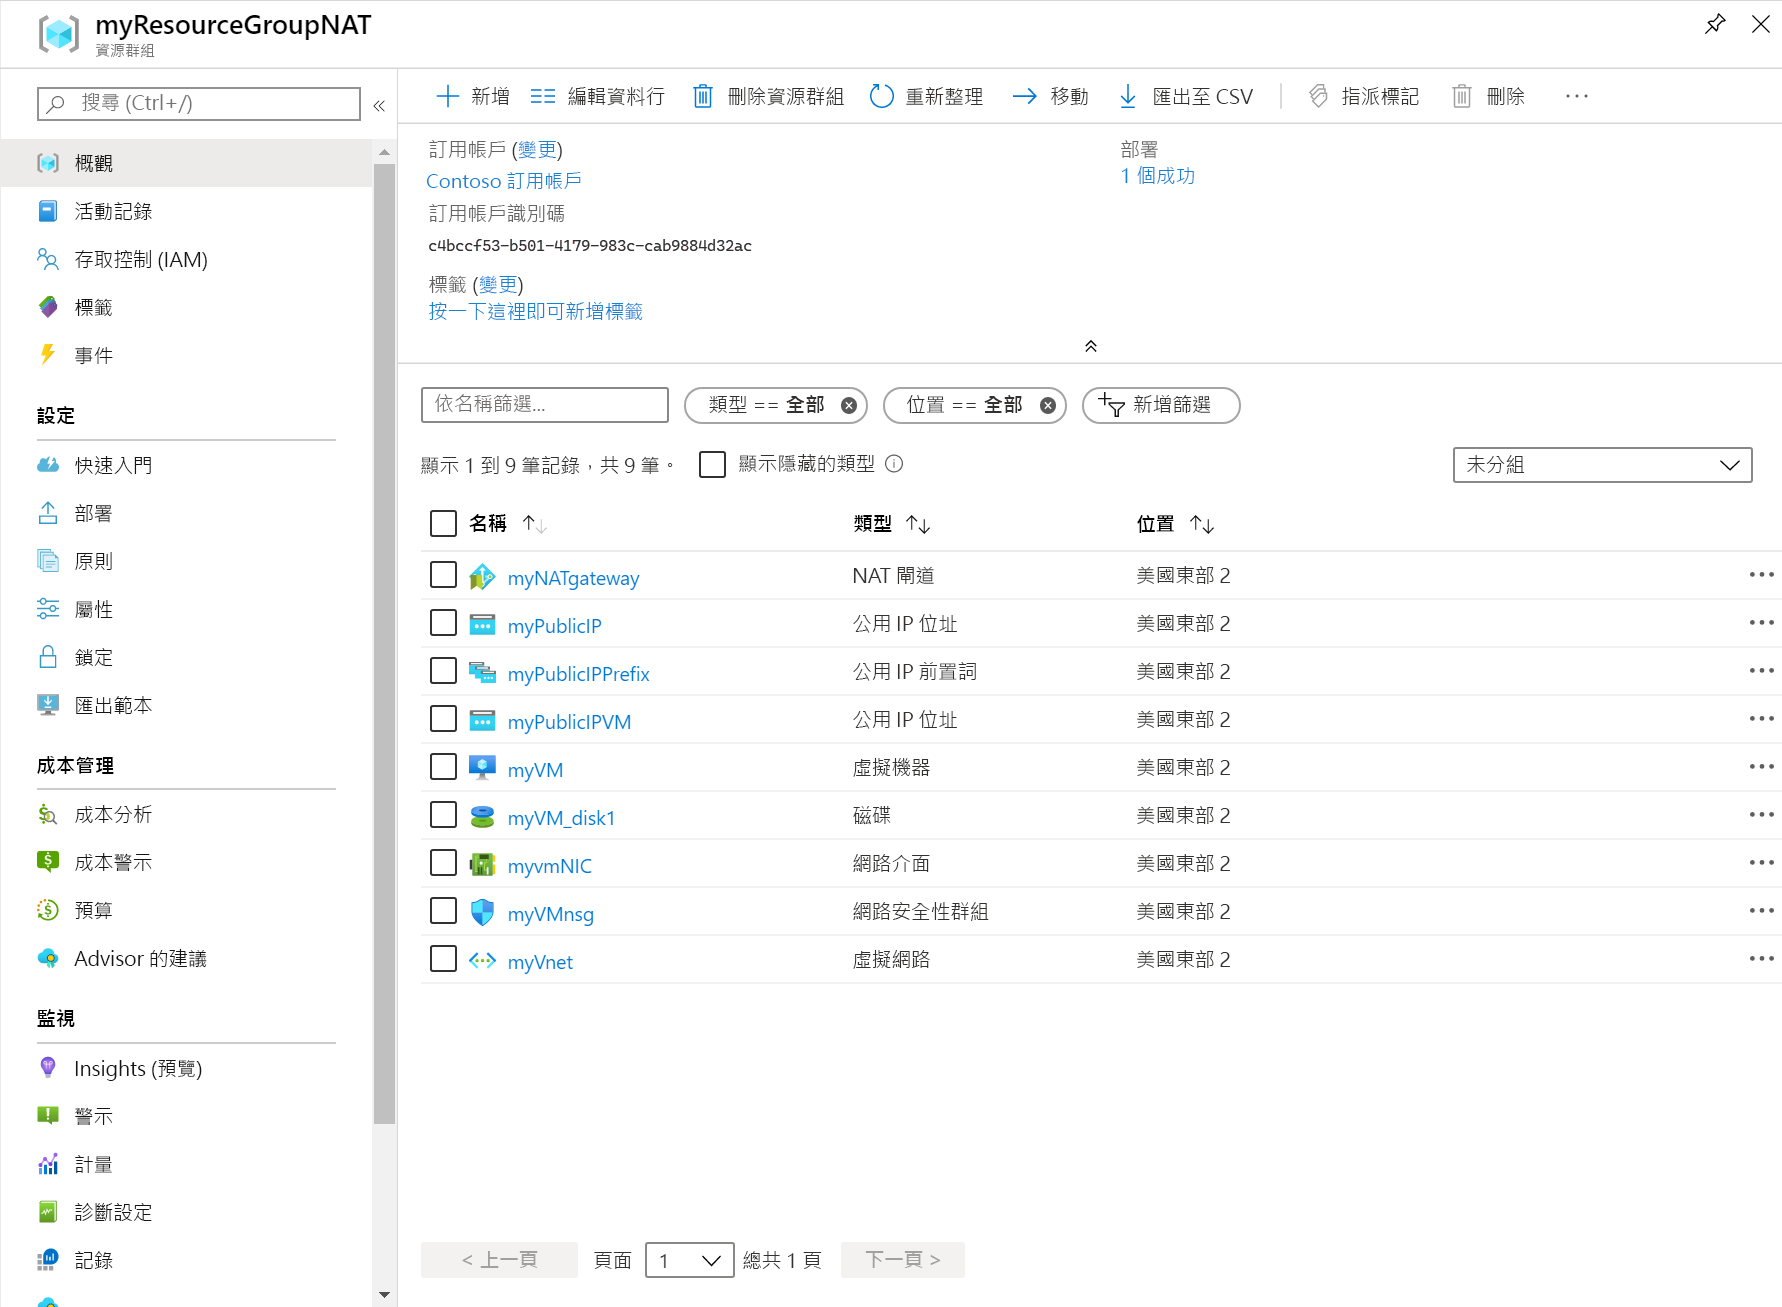 myResourceGroupNAT
資源群組
搜尋 (Ctrl+/)
«
概觀
活動記錄
存取控制 (IAM)
標籤
事件
設定
快速入門
部署
原則
屬性
鎖定
匯出範本
成本管理
成本分析
成本警示
預算
Advisor 的建議
監視
Insights (預覽)
警示
計量
診斷設定
記錄
新增 編輯資料行 刪除資源群組 重新整理 移動 匯出至 CSV 指派標記 刪除 ...
訂用帳戶 (變更)
Contoso 訂用帳戶
訂用帳戶識別碼
c4bccf53-b501-4179-983c-cab9884d32ac
標籤 (變更)
按一下這裡即可新增標籤
部署
1 個成功
依名稱篩選... 類型 == 全部 位置 == 全部 新增篩選
顯示 1 到 9 筆記錄，共 9 筆。 顯示隱藏的類型 未分組
名稱 ↑↓ 類型 ↑↓ 位置 ↑↓
myNATgateway NAT 閘道 美國東部 2 ...
myPublicIP 公用 IP 位址 美國東部 2 ...
myPublicIPPrefix 公用 IP 前置詞 美國東部 2 ...
myPublicIPVM 公用 IP 位址 美國東部 2 ...
myVM 虛擬機器 美國東部 2 ...
myVM_disk1 磁碟 美國東部 2 ...
myvmNIC 網路介面 美國東部 2 ...
myVMnsg 網路安全性群組 美國東部 2 ...
myVnet 虛擬網路 美國東部 2 ...
< 上一頁 頁面 1 總共 1 頁 下一頁 >